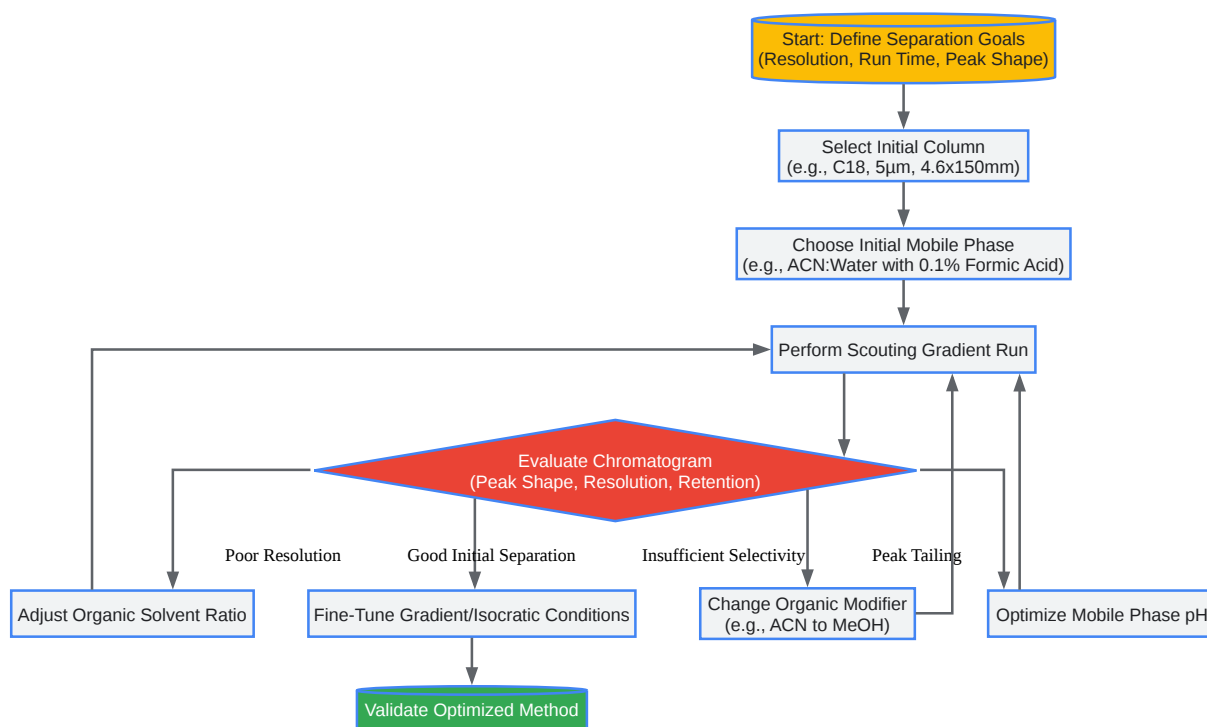 Start: Define Separation Goals
(Resolution, Run Time, Peak Shape)
Select Initial Column
(e.g., C18, 5µm, 4.6x150mm)
Choose Initial Mobile Phase
(e.g., ACN:Water with 0.1% Formic Acid)
Perform Scouting Gradient Run
Evaluate Chromatogram
(Peak Shape, Resolution, Retention)
Poor Resolution
Good Initial Separation
Insufficient Selectivity
Peak Tailing
Adjust Organic Solvent Ratio
Fine-Tune Gradient/Isocratic Conditions
Change Organic Modifier
(e.g., ACN to MeOH)
Optimize Mobile Phase pH
Validate Optimized Method